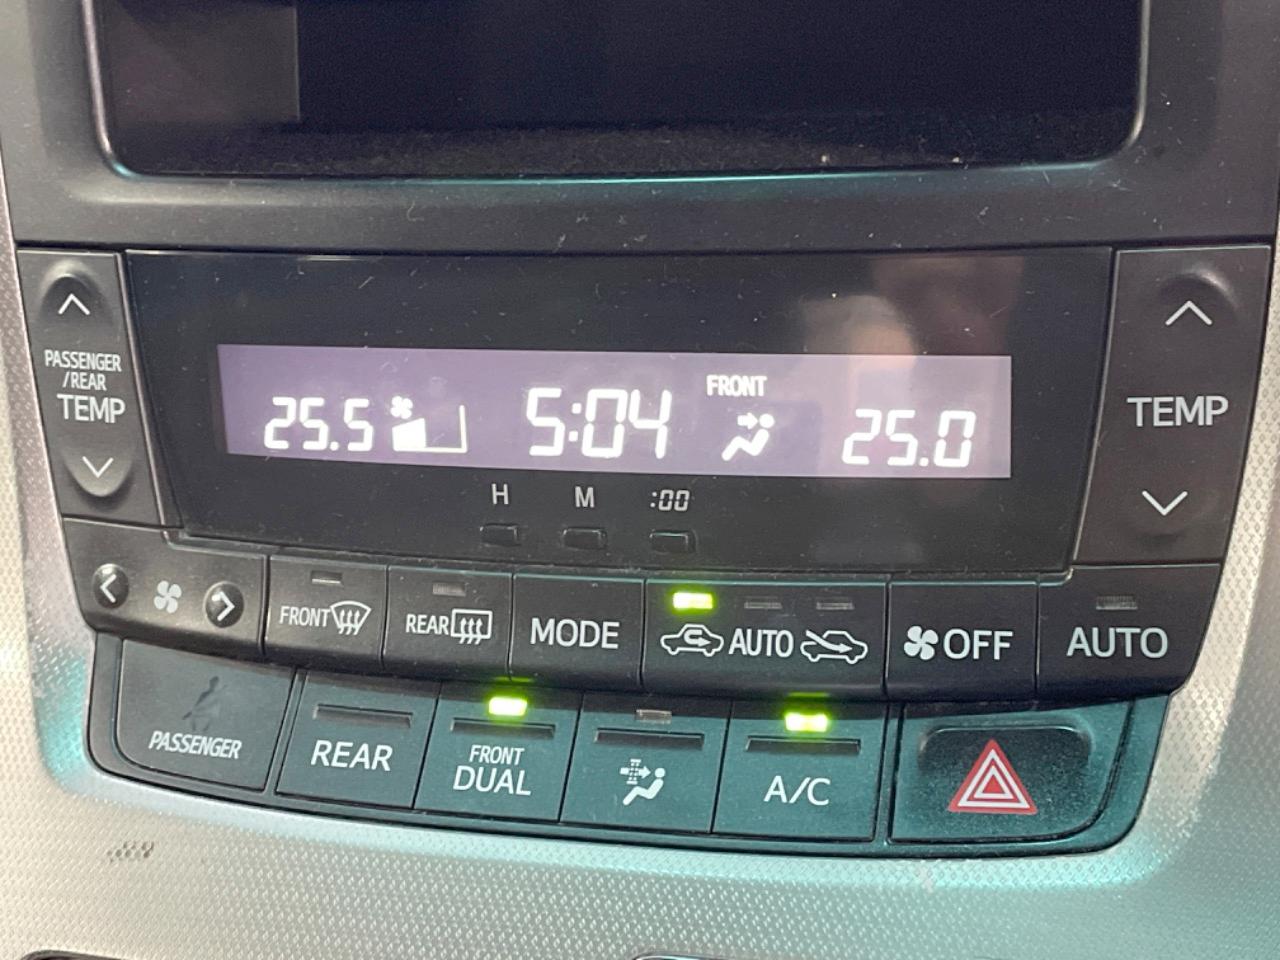 PASSENGER
/REAR
TEMP
25.5 5:04 FRONT 25.0
TEMP
H M :00
FRONT REAR MODE AUTO OFF AUTO
PASSENGER REAR FRONT
DUAL A/C